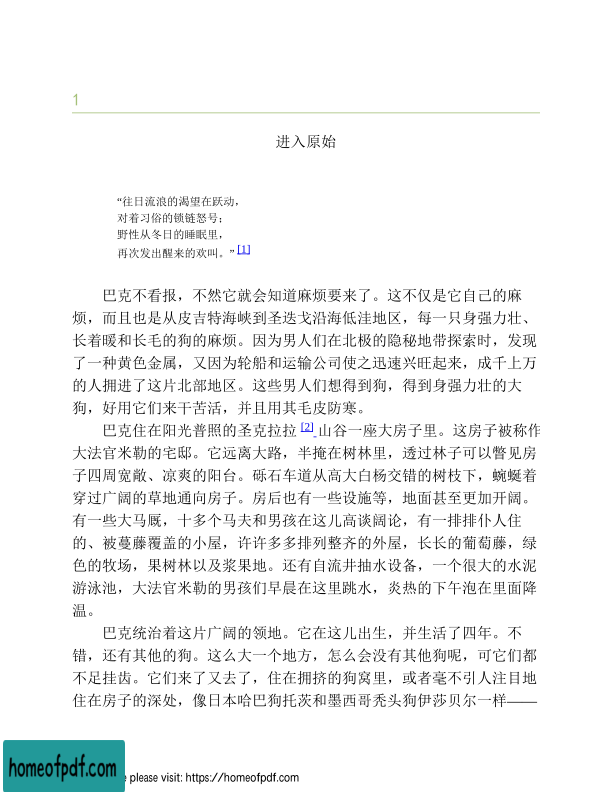 1
进入原始
“往日流浪的渴望在跃动，
对着习俗的锁链怒号；
野性从冬日的睡眠里，
再次发出醒来的欢叫。” [1]
巴克不看报，不然它就会知道麻烦要来了。这不仅是它自己的麻
烦，而且也是从皮吉特海峡到圣迭戈沿海低洼地区，每一只身强力壮、
长着暖和长毛的狗的麻烦。因为男人们在北极的隐秘地带探索时，发现
了一种黄色金属，又因为轮船和运输公司使之迅速兴旺起来，成千上万
的人拥进了这片北部地区。这些男人们想得到狗，得到身强力壮的大
狗，好用它们来干苦活，并且用其毛皮防寒。
巴克住在阳光普照的圣克拉拉 [2] 山谷一座大房子里。这房子被称作
大法官米勒的宅邸。它远离大路，半掩在树林里，透过林子可以瞥见房
子四周宽敞、凉爽的阳台。砾石车道从高大白杨交错的树枝下，蜿蜒着
穿过广阔的草地通向房子。房后也有一些设施等，地面甚至更加开阔。
有一些大马厩，十多个马夫和男孩在这儿高谈阔论，有一排排仆人住
的、被蔓藤覆盖的小屋，许许多多排列整齐的外屋，长长的葡萄藤，绿
色的牧场，果树林以及浆果地。还有自流井抽水设备，一个很大的水泥
游泳池，大法官米勒的男孩们早晨在这里跳水，炎热的下午泡在里面降
温。
巴克统治着这片广阔的领地。它在这儿出生，并生活了四年。不
错，还有其他的狗。这么大一个地方，怎么会没有其他狗呢，可它们都
不足挂齿。它们来了又去了，住在拥挤的狗窝里，或者毫不引人注目地
住在房子的深处，像日本哈巴狗托茨和墨西哥秃头狗伊莎贝尔一样——
homeofpdf.com
e please visit: https://homeofpdf.com